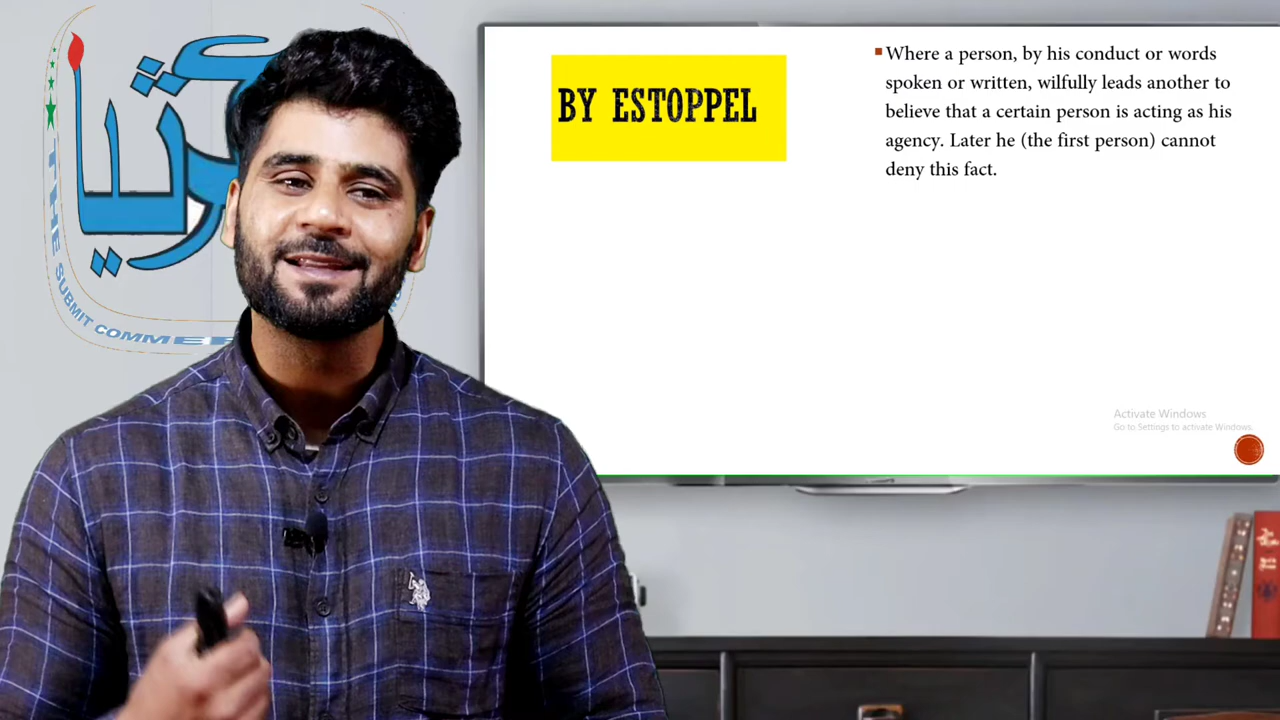 THE SUBMIT COMMER
BY ESTOPPEL
Where a person, by his conduct or words
spoken or written, wilfully leads another to
believe that a certain person is acting as his
agency. Later he (the first person) cannot
deny this fact.
Activate Windows
Go to Settings to activate Windows.